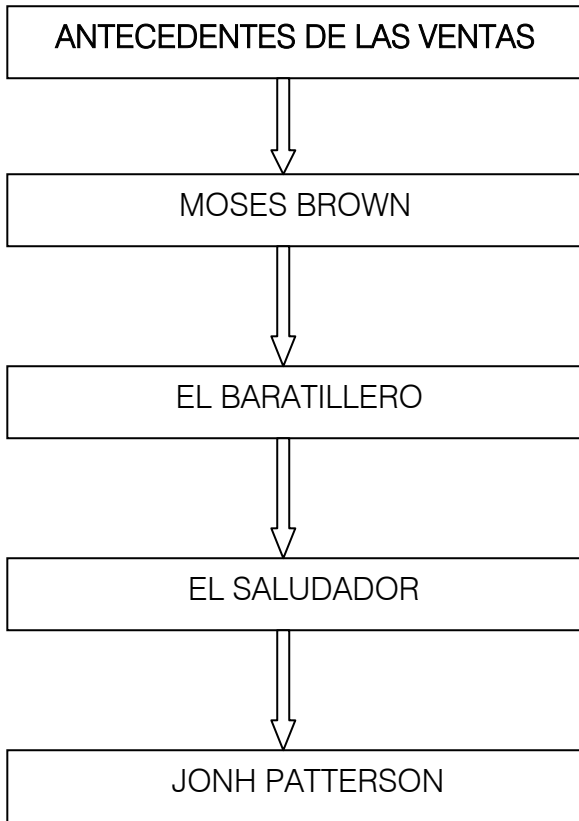 ANTECEDENTES DE LAS VENTAS
MOSES BROWN
EL BARATILLERO
EL SALUDADOR
JONH PATTERSON